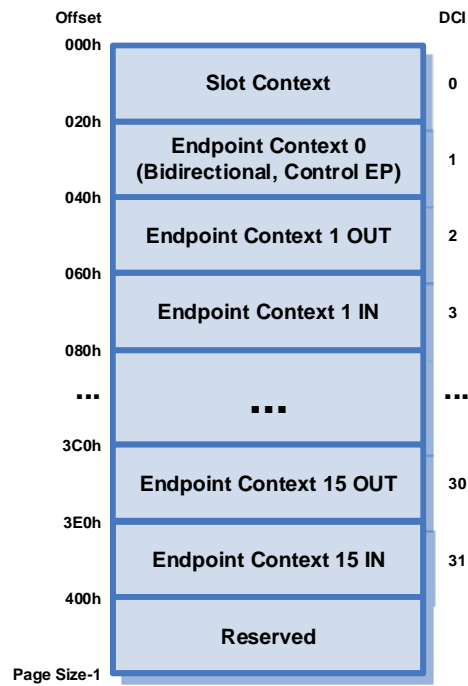 Offset DCI
000h
Slot Context 0
020h
Endpoint Context 0
(Bidirectional, Control EP) 1
040h
Endpoint Context 1 OUT 2
060h
Endpoint Context 1 IN 3
080h
... ... ...
3C0h
Endpoint Context 15 OUT 30
3E0h
Endpoint Context 15 IN 31
400h
Reserved
Page Size-1